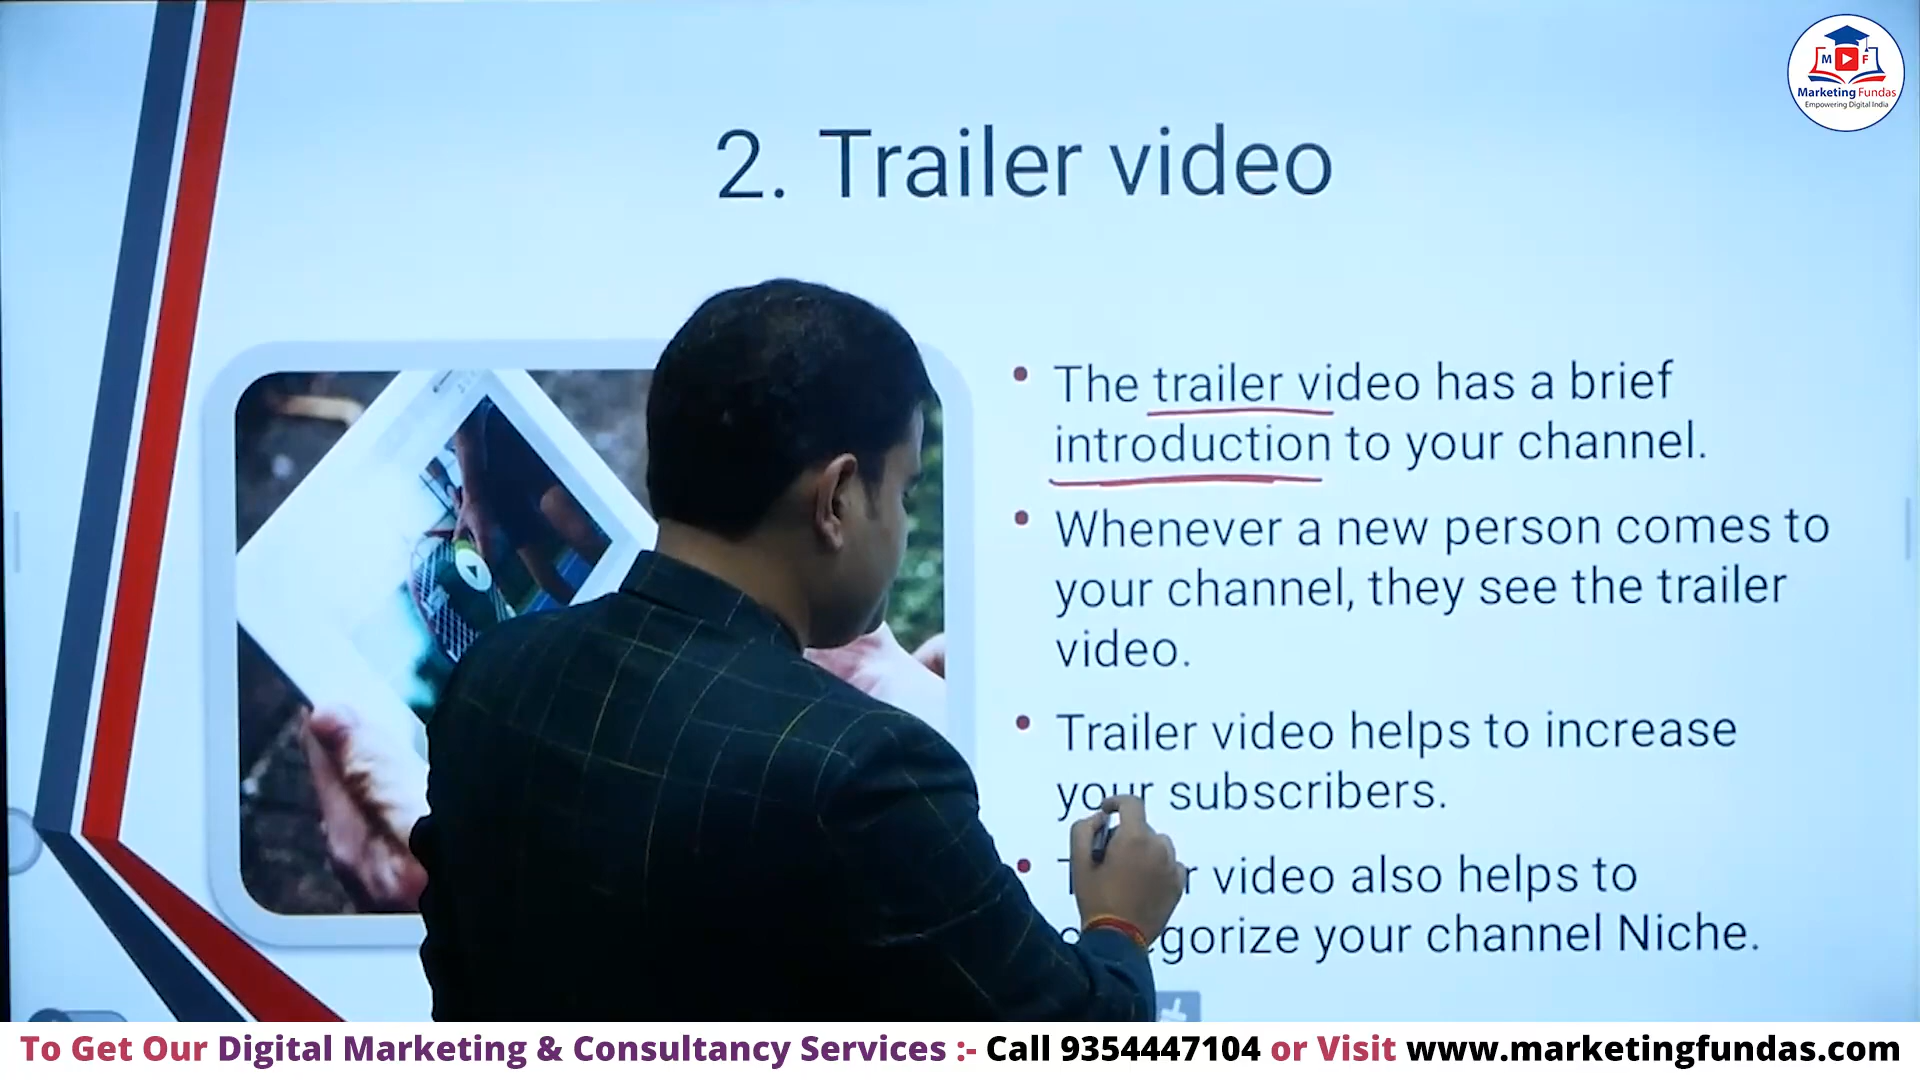 M F
Marketing Fundas
Empowering Digital India
2. Trailer video
• The trailer video has a brief
introduction to your channel.
• Whenever a new person comes to
your channel, they see the trailer
video.
• Trailer video helps to increase
your subscribers.
• video also helps to
your channel Niche.
To Get Our Digital Marketing & Consultancy Services :- Call 9354447104 or Visit www.marketingfundas.com